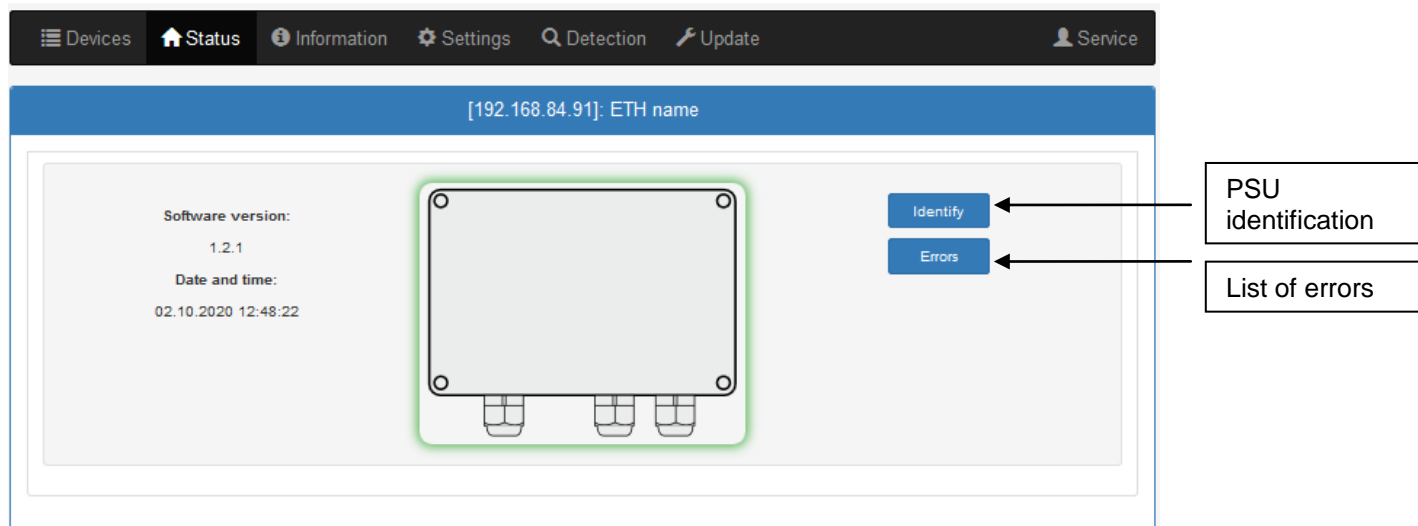 Devices Status Information Settings Detection Update Service
[192.168.84.91]: ETH name
Software version:
1.2.1
Date and time:
02.10.2020 12:48:22
Identify
Errors
PSU
identification
List of errors